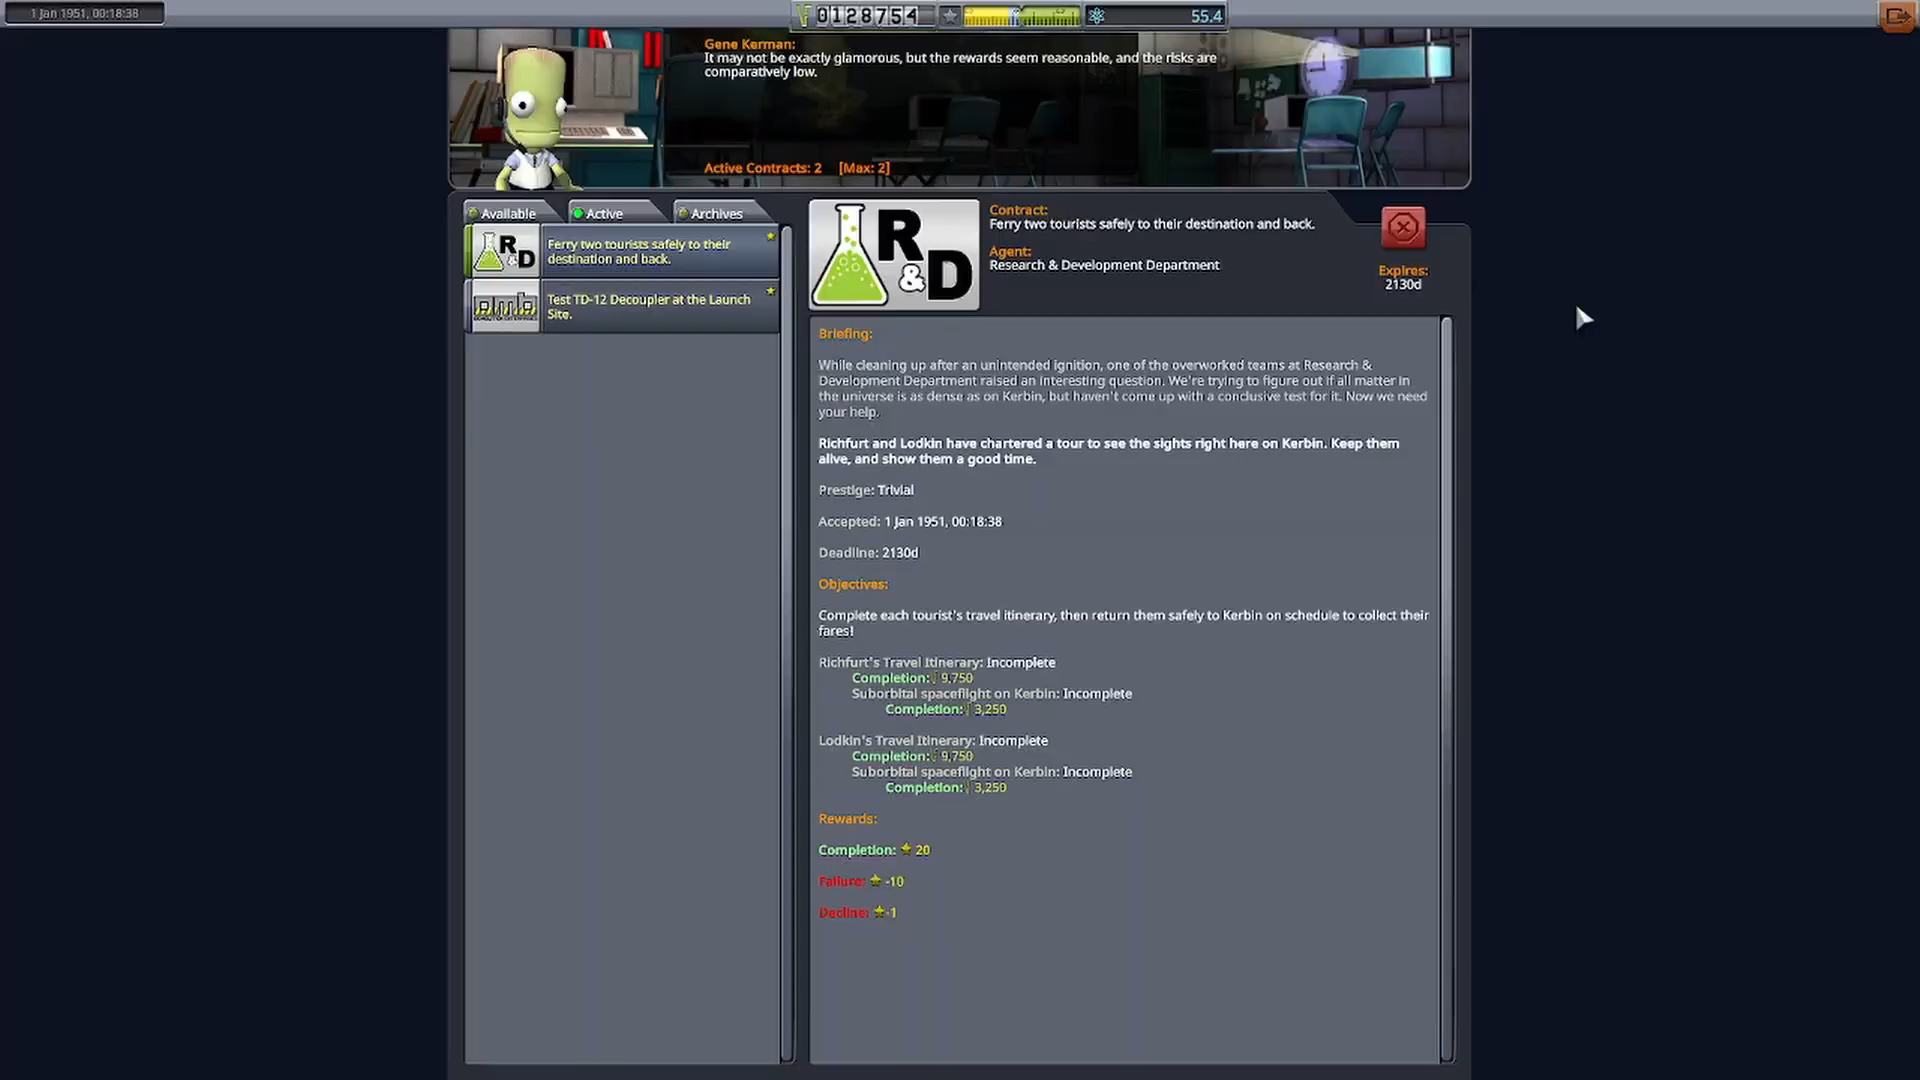 1 Jan 1951, 00:18:38
0128754
55.4
Gene Kerman:
It may not be exactly glamorous, but the rewards seem reasonable, and the risks are
comparatively low.
Active Contracts: 2 [Max: 2]
Available
Active
Archives
R&D
Ferry two tourists safely to their
destination and back.
Test TD-12 Decoupler at the Launch
Site.
R&D
Contract:
Ferry two tourists safely to their destination and back.
Agent:
Research & Development Department
Expires:
2130d
Briefing:
While cleaning up after an unintended ignition, one of the overworked teams at Research &
Development Department raised an interesting question. We're trying to figure out if all matter in
the universe is as dense as on Kerbin, but haven't come up with a conclusive test for it. Now we need
your help.
Richfurt and Lodkin have chartered a tour to see the sights right here on Kerbin. Keep them
alive, and show them a good time.
Prestige: Trivial
Accepted: 1 Jan 1951, 00:18:38
Deadline: 2130d
Objectives:
Complete each tourist's travel itinerary, then return them safely to Kerbin on schedule to collect their
fares!
Richfurt's Travel Itinerary: Incomplete
Completion: 9,750
Suborbital spaceflight on Kerbin: Incomplete
Completion: 3,250
Lodkin's Travel Itinerary: Incomplete
Completion: 9,750
Suborbital spaceflight on Kerbin: Incomplete
Completion: 3,250
Rewards:
Completion: 20
Failure: -10
Decline: -1